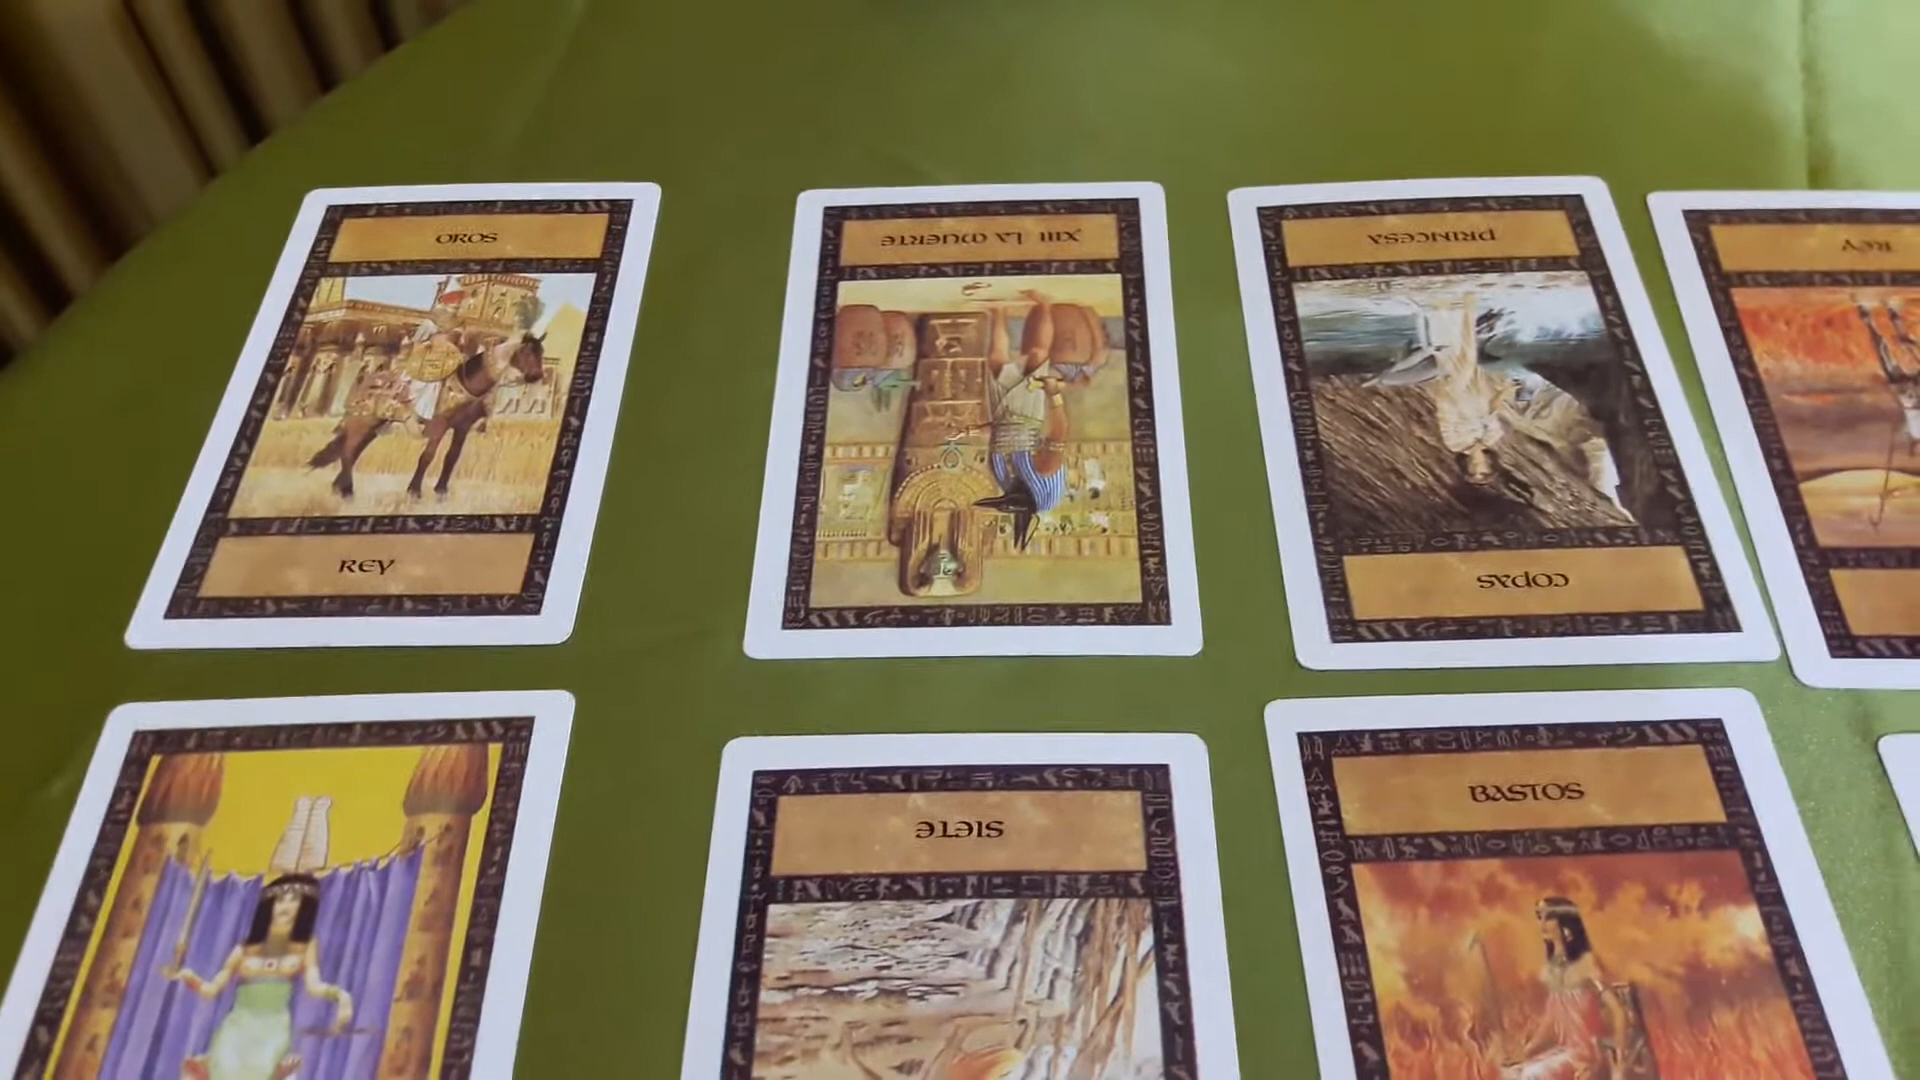 OROS
REY
XIII LA MUERTE
PRINCESA
COPAS
REY
SIETE
BASTOS